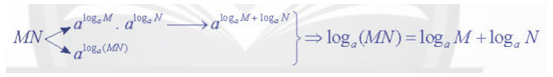 a^{log_a M} . a^{log_a N} → a^{log_a M + log_a N}
MN ⇒ log_a (MN) = log_a M + log_a N
a^{log_a (MN)}